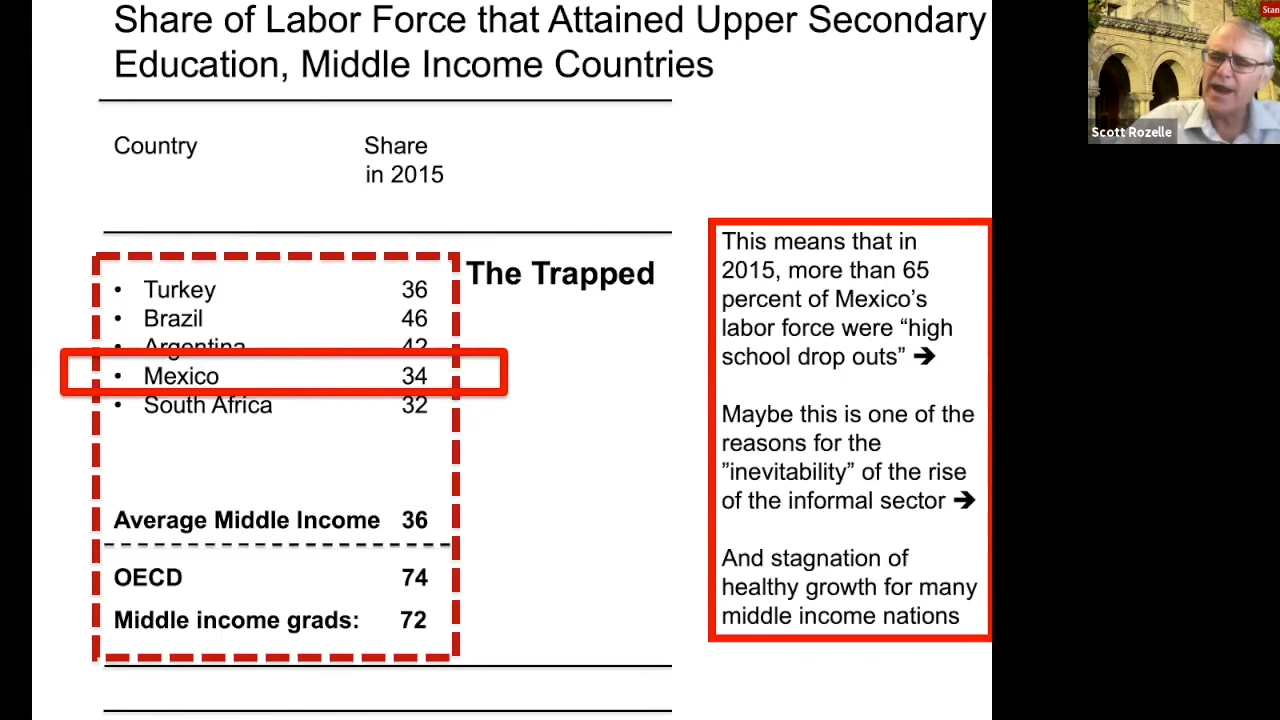 Share of Labor Force that Attained Upper Secondary
Education, Middle Income Countries
Country Share
in 2015
The Trapped
• Turkey 36
• Brazil 46
• Argentina 42
• Mexico 34
• South Africa 32
Average Middle Income 36
OECD 74
Middle income grads: 72
This means that in
2015, more than 65
percent of Mexico’s
labor force were “high
school drop outs” ➔
Maybe this is one of the
reasons for the
”inevitability” of the rise
of the informal sector ➔
And stagnation of
healthy growth for many
middle income nations
Stan
Scott Rozelle